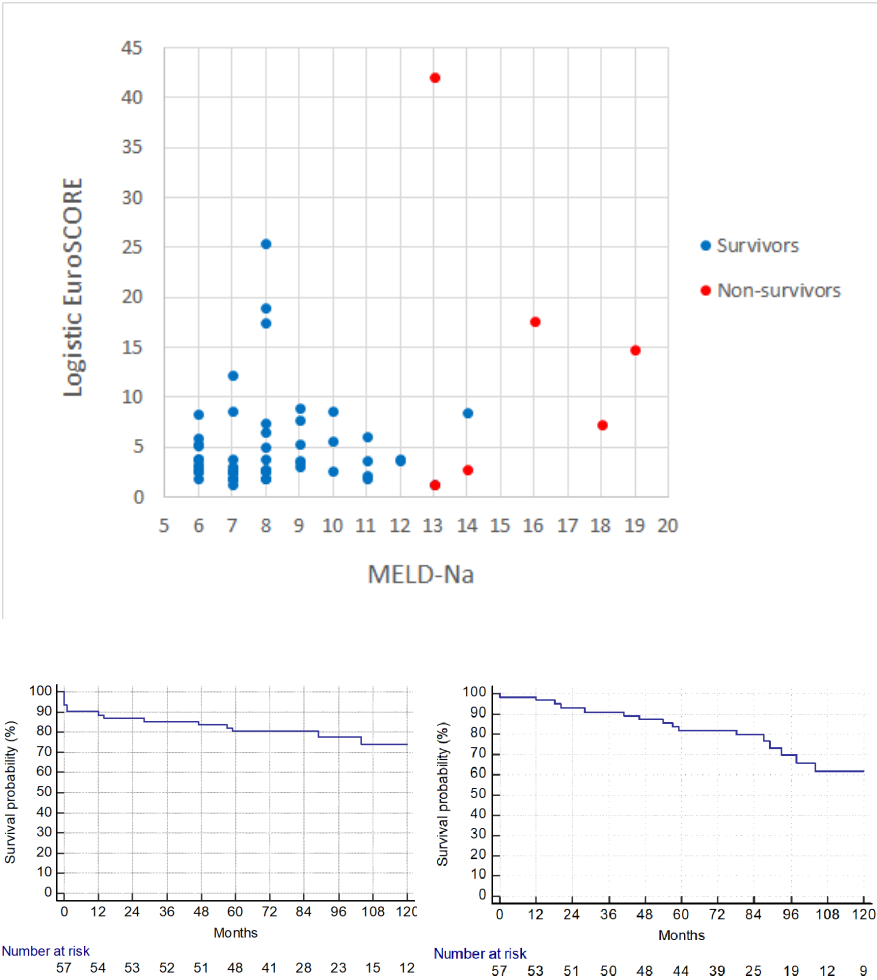 45
40
35
30
25
20
15
10
5
0
Logistic EuroSCORE
5 6 7 8 9 10 11 12 13 14 15 16 17 18 19 20
MELD-Na
Survivors
Non-survivors
100
90
80
70
60
50
40
30
20
10
0
Survival probability (%)
0 12 24 36 48 60 72 84 96 108 120
Months
Number at risk
57 54 53 52 51 48 41 28 23 15 12
100
90
80
70
60
50
40
30
20
10
0
Survival probability (%)
0 12 24 36 48 60 72 84 96 108 120
Months
Number at risk
57 53 51 50 48 44 39 25 19 12 9